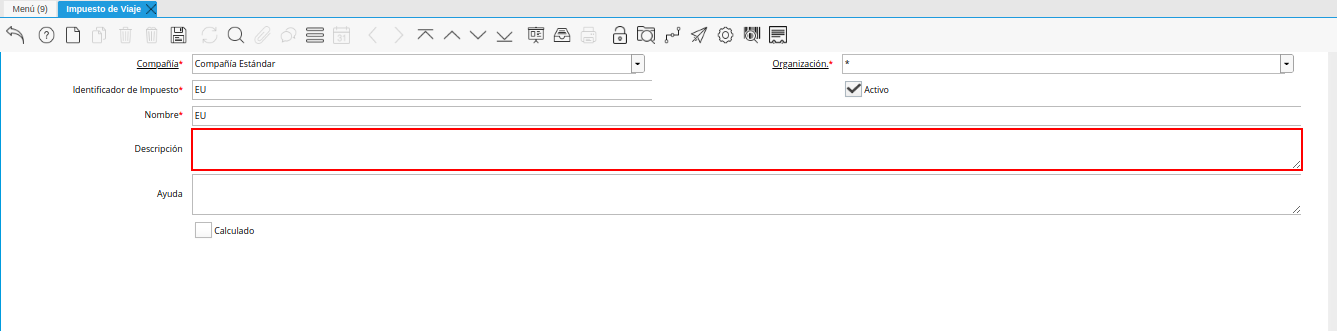 Menú (9) Impuesto de Viaje
Compañía* Compañía Estándar Organización.* *
Identificador de Impuesto* EU Activo
Nombre* EU
Descripción
Ayuda
Calculado